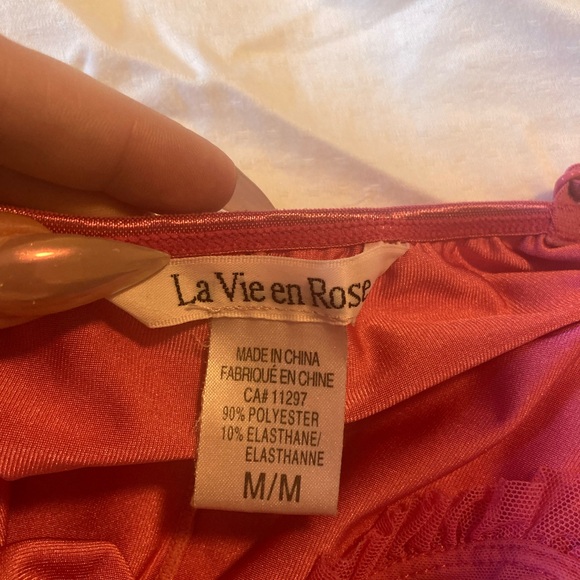 La Vie en Rose
MADE IN CHINA
FABRIQUÉ EN CHINE
CA# 11297
90% POLYESTER
10% ELASTHANE/
ELASTHANNE
M/M